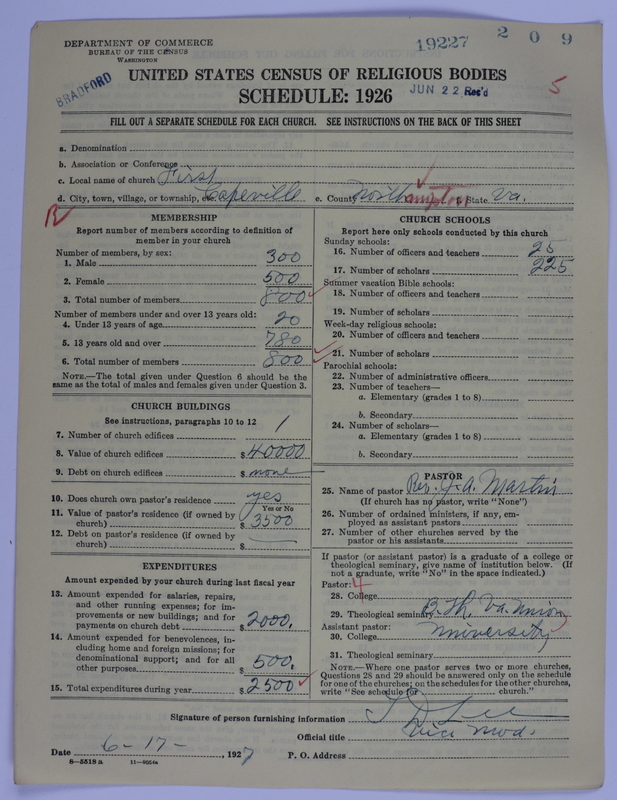 DEPARTMENT OF COMMERCE
BUREAU OF THE CENSUS
WASHINGTON
19227
2 0 9
BRADFORD
UNITED STATES CENSUS OF RELIGIOUS BODIES
SCHEDULE: 1926
JUN 22 Rec'd
5
FILL OUT A SEPARATE SCHEDULE FOR EACH CHURCH. SEE INSTRUCTIONS ON THE BACK OF THIS SHEET
a. Denomination
b. Association or Conference
c. Local name of church First
d. City, town, village, or township, etc. Capeville e. County Northampton f. State Va.
MEMBERSHIP
Report number of members according to definition of
member in your church
Number of members, by sex:
1. Male 300
2. Female 500
3. Total number of members 800
Number of members under and over 13 years old:
4. Under 13 years of age 20
5. 13 years old and over 780
6. Total number of members 800
NOTE.—The total given under Question 6 should be the
same as the total of males and females given under Question 3.
CHURCH BUILDINGS
See instructions, paragraphs 10 to 12
7. Number of church edifices 1
8. Value of church edifices $ 40000
9. Debt on church edifices $ none
10. Does church own pastor's residence yes
Yes or No
11. Value of pastor's residence (if owned by
church) $ 3500
12. Debt on pastor's residence (if owned by
church) $
EXPENDITURES
Amount expended by your church during last fiscal year
13. Amount expended for salaries, repairs,
and other running expenses; for im-
provements or new buildings; and for
payments on church debt $ 2000.
14. Amount expended for benevolences, in-
cluding home and foreign missions; for
denominational support; and for all
other purposes $ 500.
15. Total expenditures during year $ 2500
CHURCH SCHOOLS
Report here only schools conducted by this church
Sunday schools:
16. Number of officers and teachers 25
17. Number of scholars 225
Summer vacation Bible schools:
18. Number of officers and teachers
19. Number of scholars
Week-day religious schools:
20. Number of officers and teachers
21. Number of scholars
Parochial schools:
22. Number of administrative officers
23. Number of teachers—
a. Elementary (grades 1 to 8)
b. Secondary
24. Number of scholars—
a. Elementary (grades 1 to 8)
b. Secondary
PASTOR
25. Name of pastor Rev. J. A. Martin
(If church has no pastor, write "None")
26. Number of ordained ministers, if any, em-
ployed as assistant pastors
27. Number of other churches served by the
pastor or his assistants
If pastor (or assistant pastor) is a graduate of a college or
theological seminary, give name of institution below. (If
not a graduate, write "No" in the space indicated.)
Pastor: 4
28. College
29. Theological seminary B.Th. Va. Union
Assistant pastor:
30. College University
31. Theological seminary
NOTE.—Where one pastor serves two or more churches,
Questions 28 and 29 should be answered only on the schedule
for one of the churches; on the schedules for the other churches,
write "See schedule for church."
Signature of person furnishing information Lee
Official title Vice Mod.
Date 6-17-, 1927 P. O. Address
8—5518 a 11—9054a